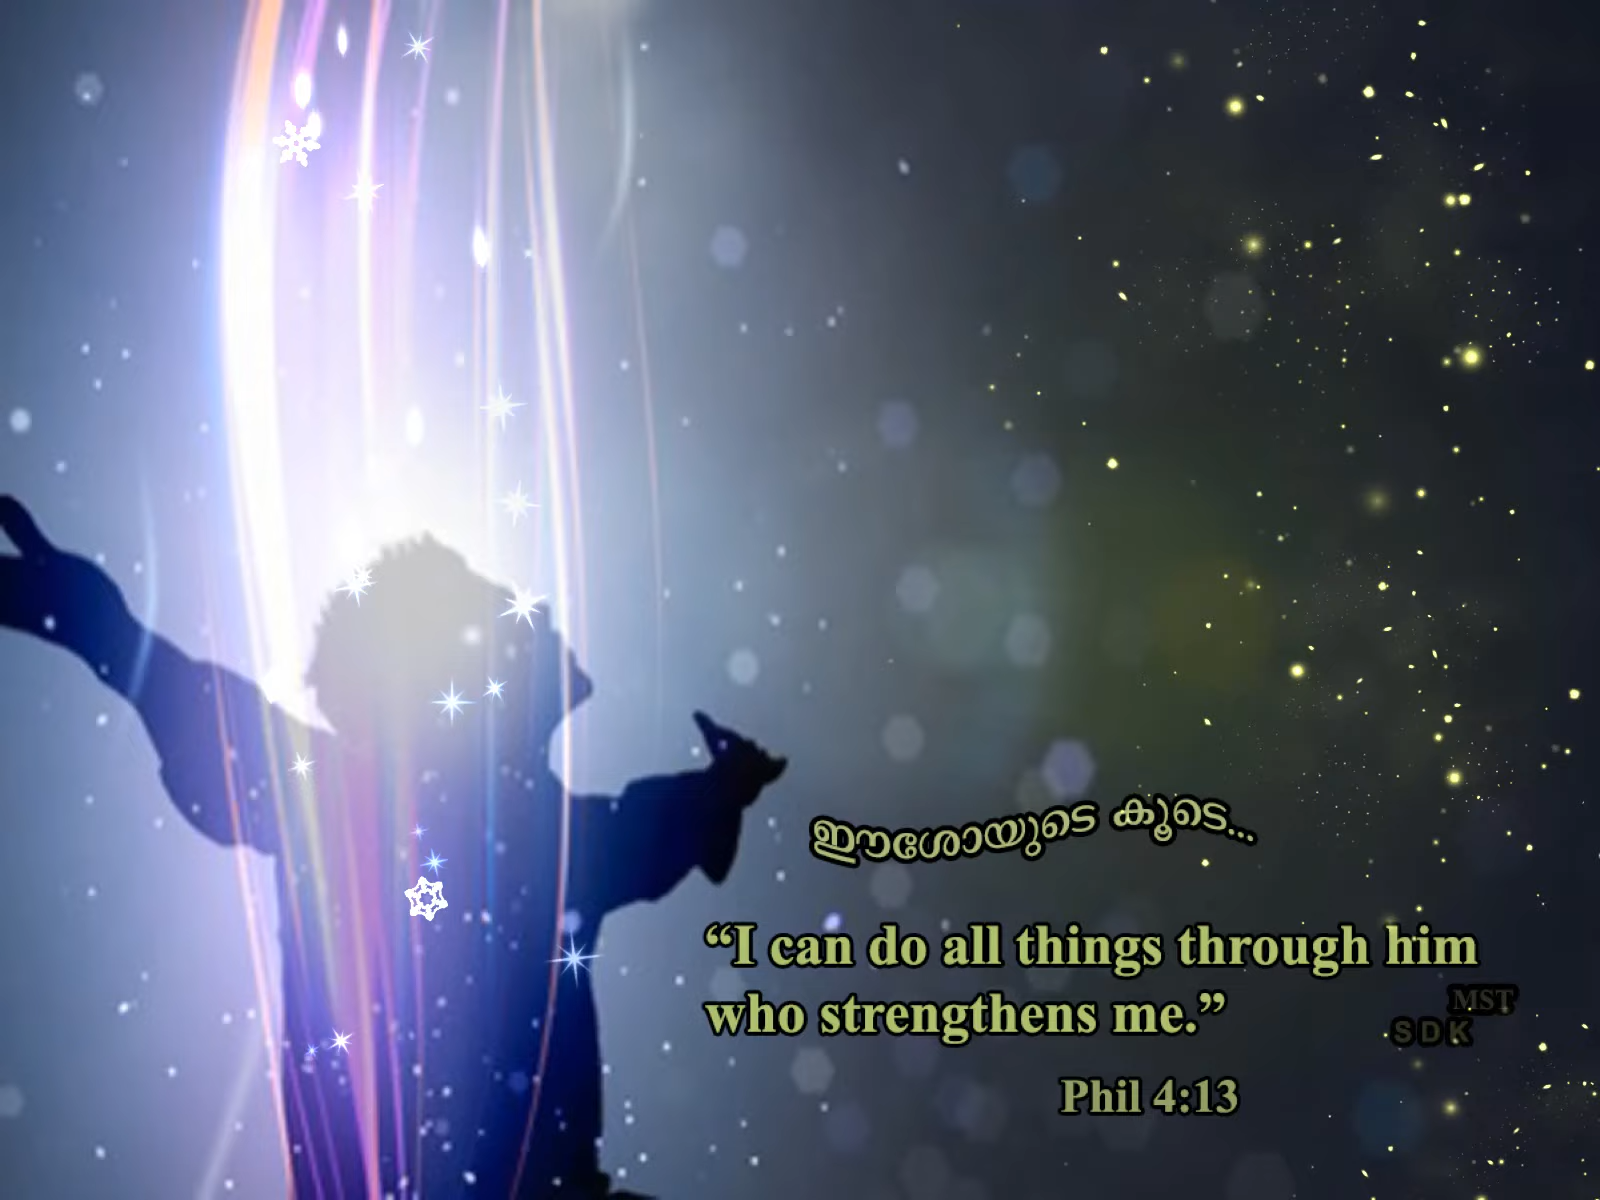 ഈശോയുടെ കൂടെ...
“I can do all things through him
who strengthens me.”
MST
SDK
Phil 4:13